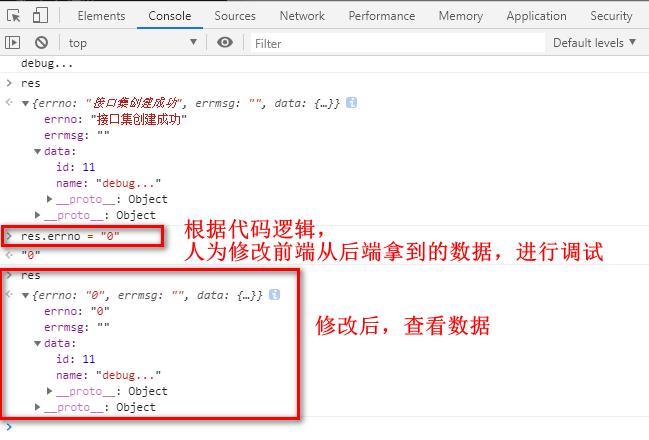 Elements Console Sources Network Performance Memory Application Security
top Filter Default levels
debug...
res
{errno: "接口集创建成功", errmsg: "", data: {…}}
errno: "接口集创建成功"
errmsg: ""
data:
id: 11
name: "debug..."
__proto__: Object
__proto__: Object
res.errno = "0"
"0"
根据代码逻辑,
人为修改前端从后端拿到的数据，进行调试
res
{errno: "0", errmsg: "", data: {…}}
errno: "0"
errmsg: ""
data:
id: 11
name: "debug..."
__proto__: Object
__proto__: Object
修改后，查看数据